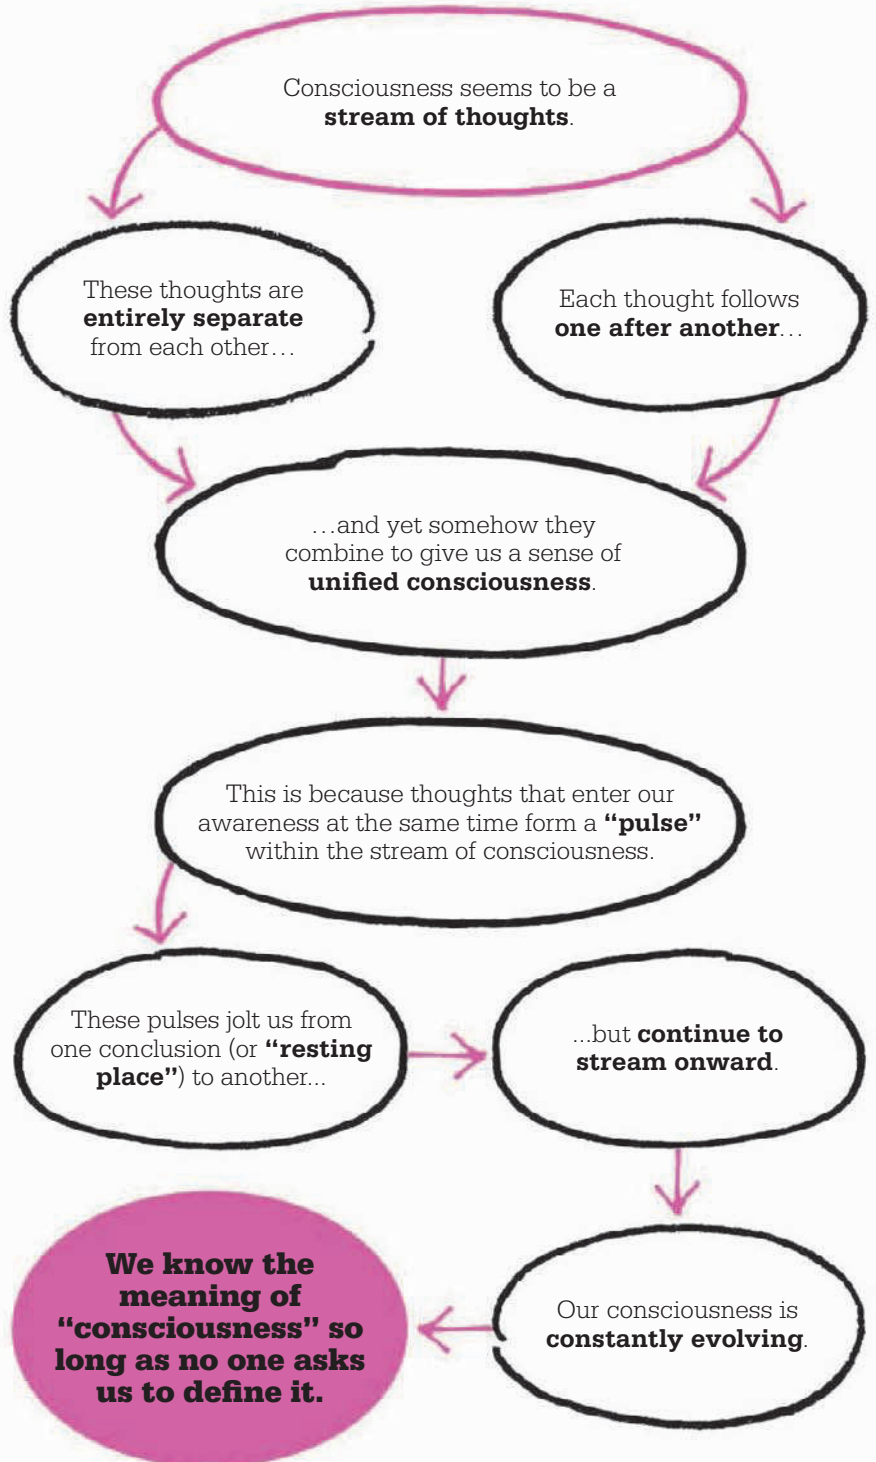 Consciousness seems to be a
stream of thoughts.
These thoughts are
entirely separate
from each other…
Each thought follows
one after another…
…and yet somehow they
combine to give us a sense of
unified consciousness.
This is because thoughts that enter our
awareness at the same time form a “pulse”
within the stream of consciousness.
These pulses jolt us from
one conclusion (or “resting
place”) to another...
...but continue to
stream onward.
Our consciousness is
constantly evolving.
We know the
meaning of
“consciousness” so
long as no one asks
us to define it.